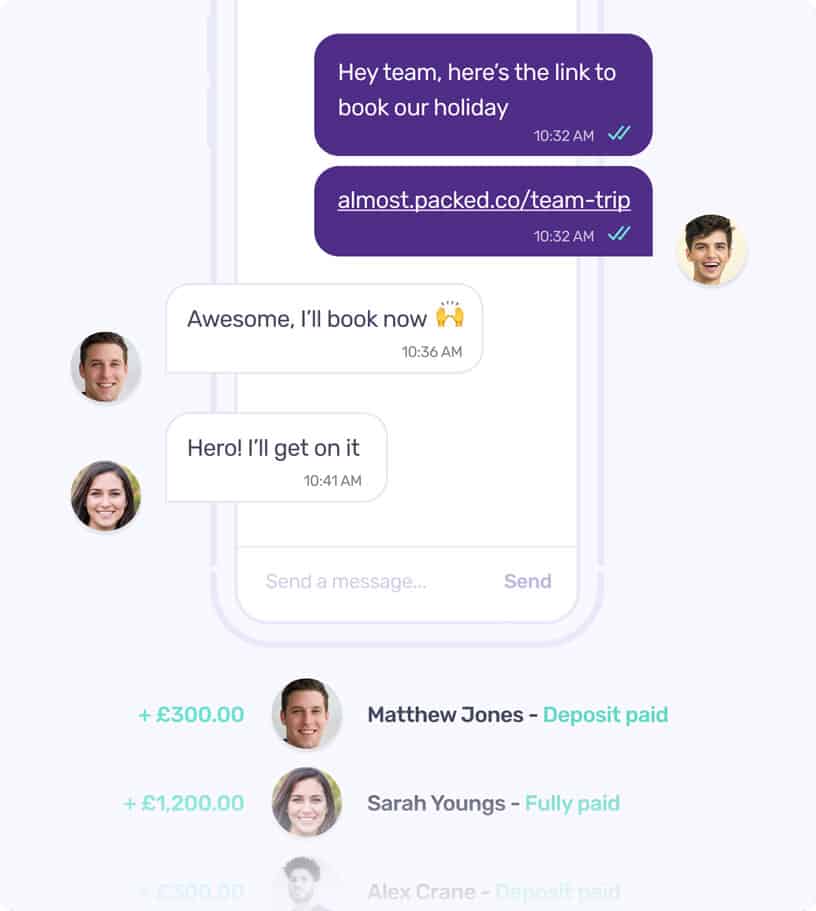 Hey team, here’s the link to
book our holiday
10:32 AM
almost.packed.co/team-trip
10:32 AM
Awesome, I’ll book now 🙌
10:36 AM
Hero! I’ll get on it
10:41 AM
Send a message... Send
+ £300.00 Matthew Jones - Deposit paid
+ £1,200.00 Sarah Youngs - Fully paid
+ £300.00 Alex Crane - Deposit paid